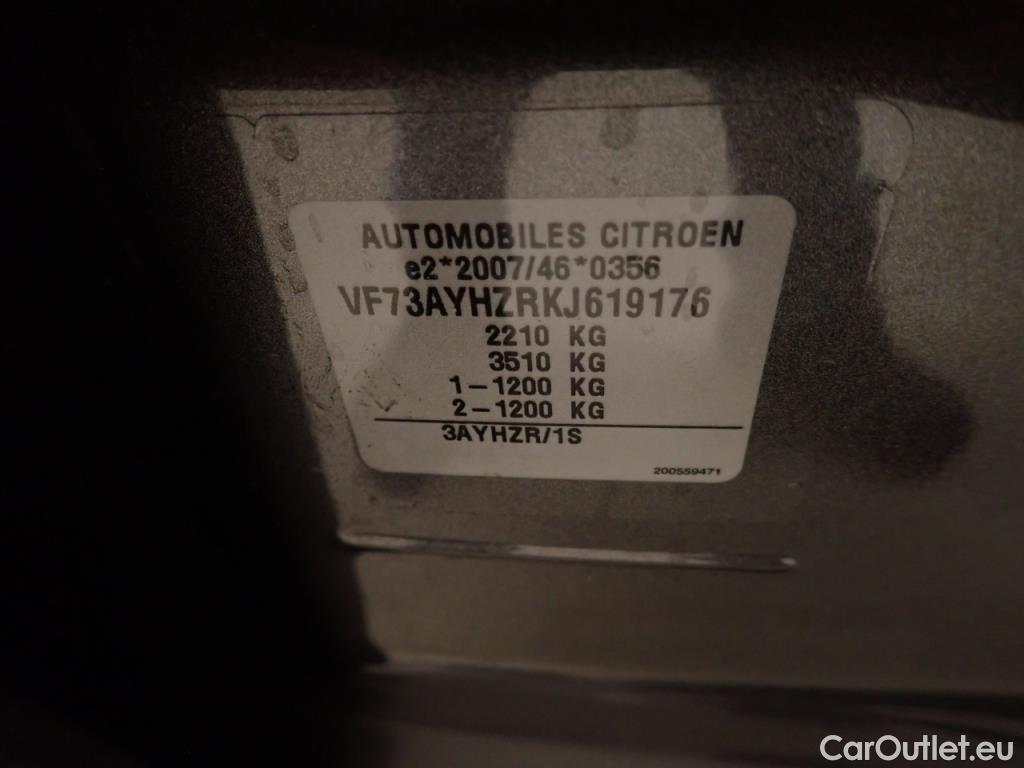 AUTOMOBILES CITROEN
e2*2007/46*0356
VF73AYHZRKJ619176
2210 KG
3510 KG
1-1200 KG
2-1200 KG
3AYHZR/1S
200559471
CarOutlet.eu